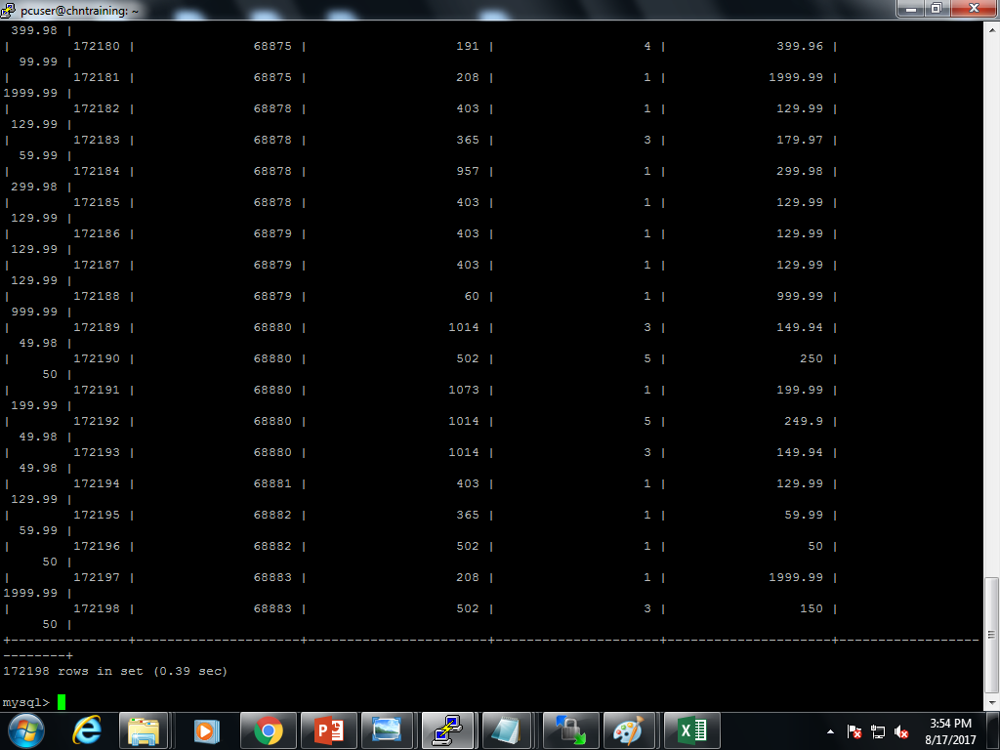 pcuser@chntraining: ~
399.98 |
| 172180 | 68875 | 191 | 4 | 399.96 |
99.99 |
| 172181 | 68875 | 208 | 1 | 1999.99 |
1999.99 |
| 172182 | 68878 | 403 | 1 | 129.99 |
129.99 |
| 172183 | 68878 | 365 | 3 | 179.97 |
59.99 |
| 172184 | 68878 | 957 | 1 | 299.98 |
299.98 |
| 172185 | 68878 | 403 | 1 | 129.99 |
129.99 |
| 172186 | 68879 | 403 | 1 | 129.99 |
129.99 |
| 172187 | 68879 | 403 | 1 | 129.99 |
129.99 |
| 172188 | 68879 | 60 | 1 | 999.99 |
999.99 |
| 172189 | 68880 | 1014 | 3 | 149.94 |
49.98 |
| 172190 | 68880 | 502 | 5 | 250 |
50 |
| 172191 | 68880 | 1073 | 1 | 199.99 |
199.99 |
| 172192 | 68880 | 1014 | 5 | 249.9 |
49.98 |
| 172193 | 68880 | 1014 | 3 | 149.94 |
49.98 |
| 172194 | 68881 | 403 | 1 | 129.99 |
129.99 |
| 172195 | 68882 | 365 | 1 | 59.99 |
59.99 |
| 172196 | 68882 | 502 | 1 | 50 |
50 |
| 172197 | 68883 | 208 | 1 | 1999.99 |
1999.99 |
| 172198 | 68883 | 502 | 3 | 150 |
50 |
+---------------+---------------------+-----------------------+---------------------+---------------------+------------------
--------+
172198 rows in set (0.39 sec)
mysql>
3:54 PM
8/17/2017